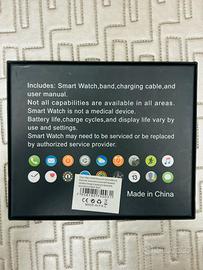 Includes: Smart Watch,band,charging cable,and
user manual.
Not all capabilities are available in all areas.
Smart Watch is not a medical device.
Battery life,charge cycles,and display life vary by
use and settings.
Smart Watch may need to be serviced or be replaced
by authorized service provider.
Made in China